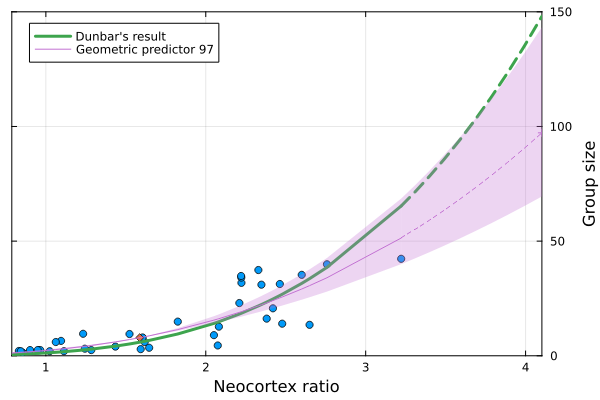 Dunbar's result
Geometric predictor 97
150
100
50
0
Group size
1 2 3 4
Neocortex ratio